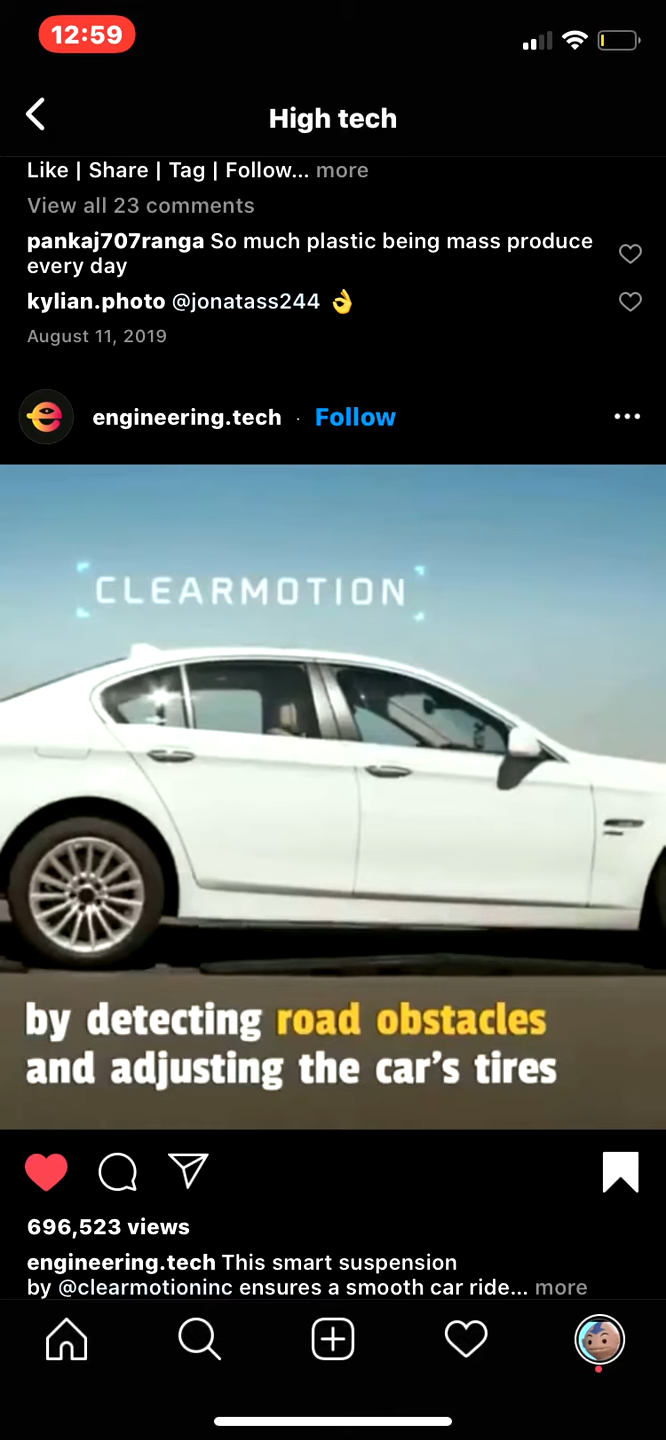 12:59
High tech
Like | Share | Tag | Follow... more
View all 23 comments
pankaj707ranga So much plastic being mass produce
every day
kylian.photo @jonatass244 👌
August 11, 2019
engineering.tech · Follow
CLEARMOTION
by detecting road obstacles
and adjusting the car's tires
696,523 views
engineering.tech This smart suspension
by @clearmotioninc ensures a smooth car ride... more